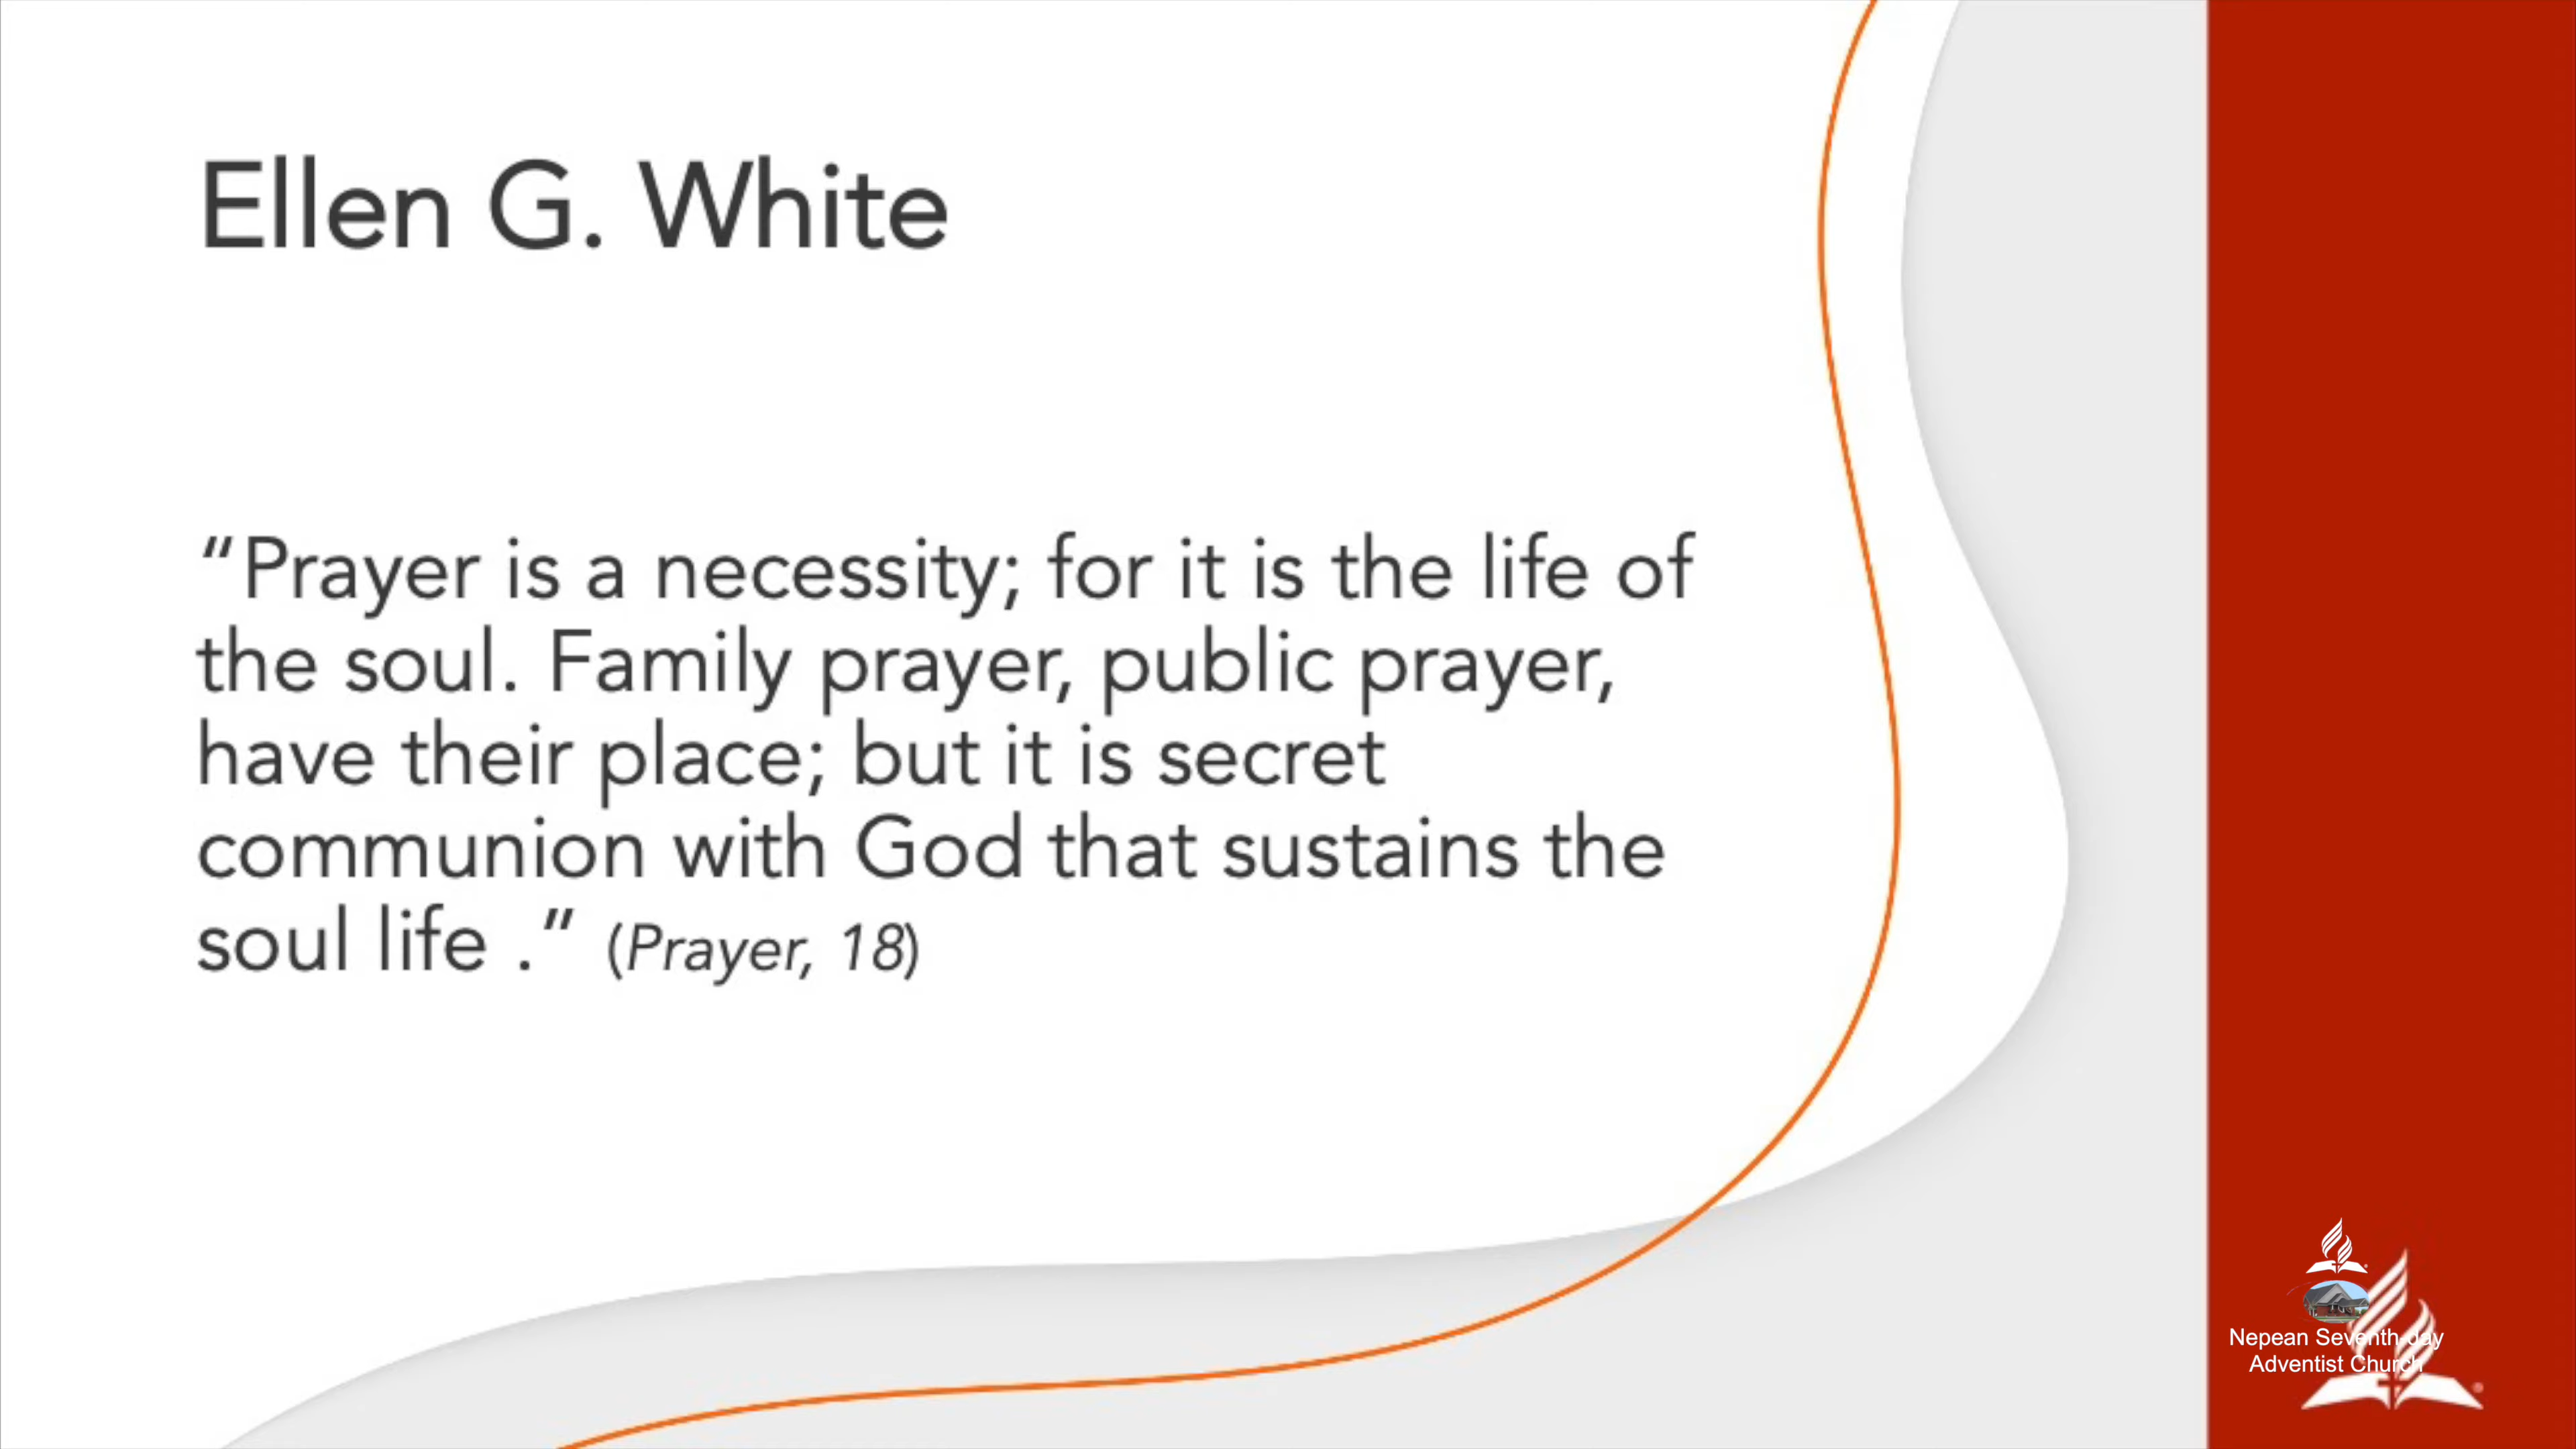 Ellen G. White
“Prayer is a necessity; for it is the life of
the soul. Family prayer, public prayer,
have their place; but it is secret
communion with God that sustains the
soul life .” (Prayer, 18)
Nepean Seventh-day
Adventist Church